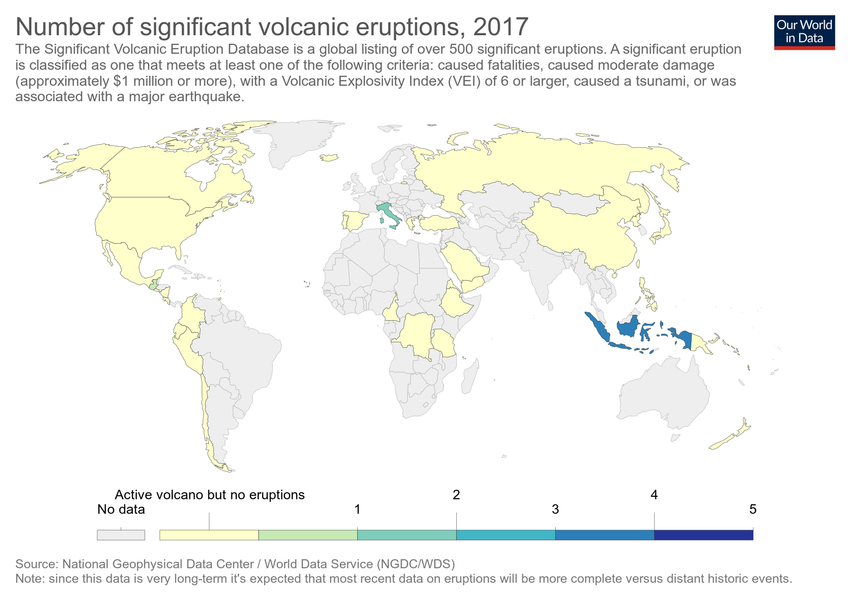 Number of significant volcanic eruptions, 2017
Our World
in Data
The Significant Volcanic Eruption Database is a global listing of over 500 significant eruptions. A significant eruption
is classified as one that meets at least one of the following criteria: caused fatalities, caused moderate damage
(approximately $1 million or more), with a Volcanic Explosivity Index (VEI) of 6 or larger, caused a tsunami, or was
associated with a major earthquake.
Active volcano but no eruptions
2
4
No data
1
3
5
Source: National Geophysical Data Center / World Data Service (NGDC/WDS)
Note: since this data is very long-term it's expected that most recent data on eruptions will be more complete versus distant historic events.